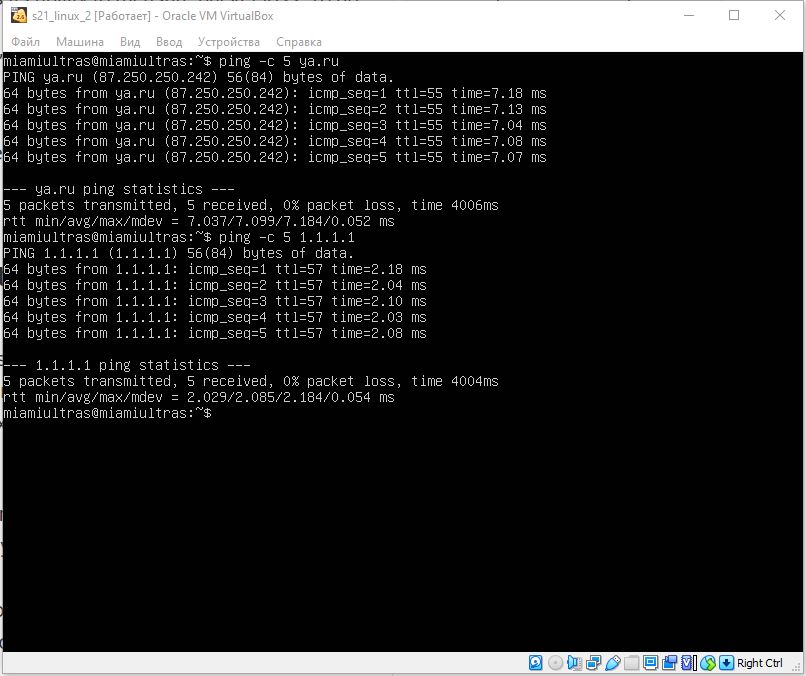 s21_linux_2 [Работает] - Oracle VM VirtualBox
Файл Машина Вид Ввод Устройства Справка
miamiultras@miamiultras:~$ ping -c 5 ya.ru
PING ya.ru (87.250.250.242) 56(84) bytes of data.
64 bytes from ya.ru (87.250.250.242): icmp_seq=1 ttl=55 time=7.18 ms
64 bytes from ya.ru (87.250.250.242): icmp_seq=2 ttl=55 time=7.13 ms
64 bytes from ya.ru (87.250.250.242): icmp_seq=3 ttl=55 time=7.04 ms
64 bytes from ya.ru (87.250.250.242): icmp_seq=4 ttl=55 time=7.08 ms
64 bytes from ya.ru (87.250.250.242): icmp_seq=5 ttl=55 time=7.07 ms
--- ya.ru ping statistics ---
5 packets transmitted, 5 received, 0% packet loss, time 4006ms
rtt min/avg/max/mdev = 7.037/7.099/7.184/0.052 ms
miamiultras@miamiultras:~$ ping -c 5 1.1.1.1
PING 1.1.1.1 (1.1.1.1) 56(84) bytes of data.
64 bytes from 1.1.1.1: icmp_seq=1 ttl=57 time=2.18 ms
64 bytes from 1.1.1.1: icmp_seq=2 ttl=57 time=2.04 ms
64 bytes from 1.1.1.1: icmp_seq=3 ttl=57 time=2.10 ms
64 bytes from 1.1.1.1: icmp_seq=4 ttl=57 time=2.03 ms
64 bytes from 1.1.1.1: icmp_seq=5 ttl=57 time=2.08 ms
--- 1.1.1.1 ping statistics ---
5 packets transmitted, 5 received, 0% packet loss, time 4004ms
rtt min/avg/max/mdev = 2.029/2.085/2.184/0.054 ms
miamiultras@miamiultras:~$
Right Ctrl